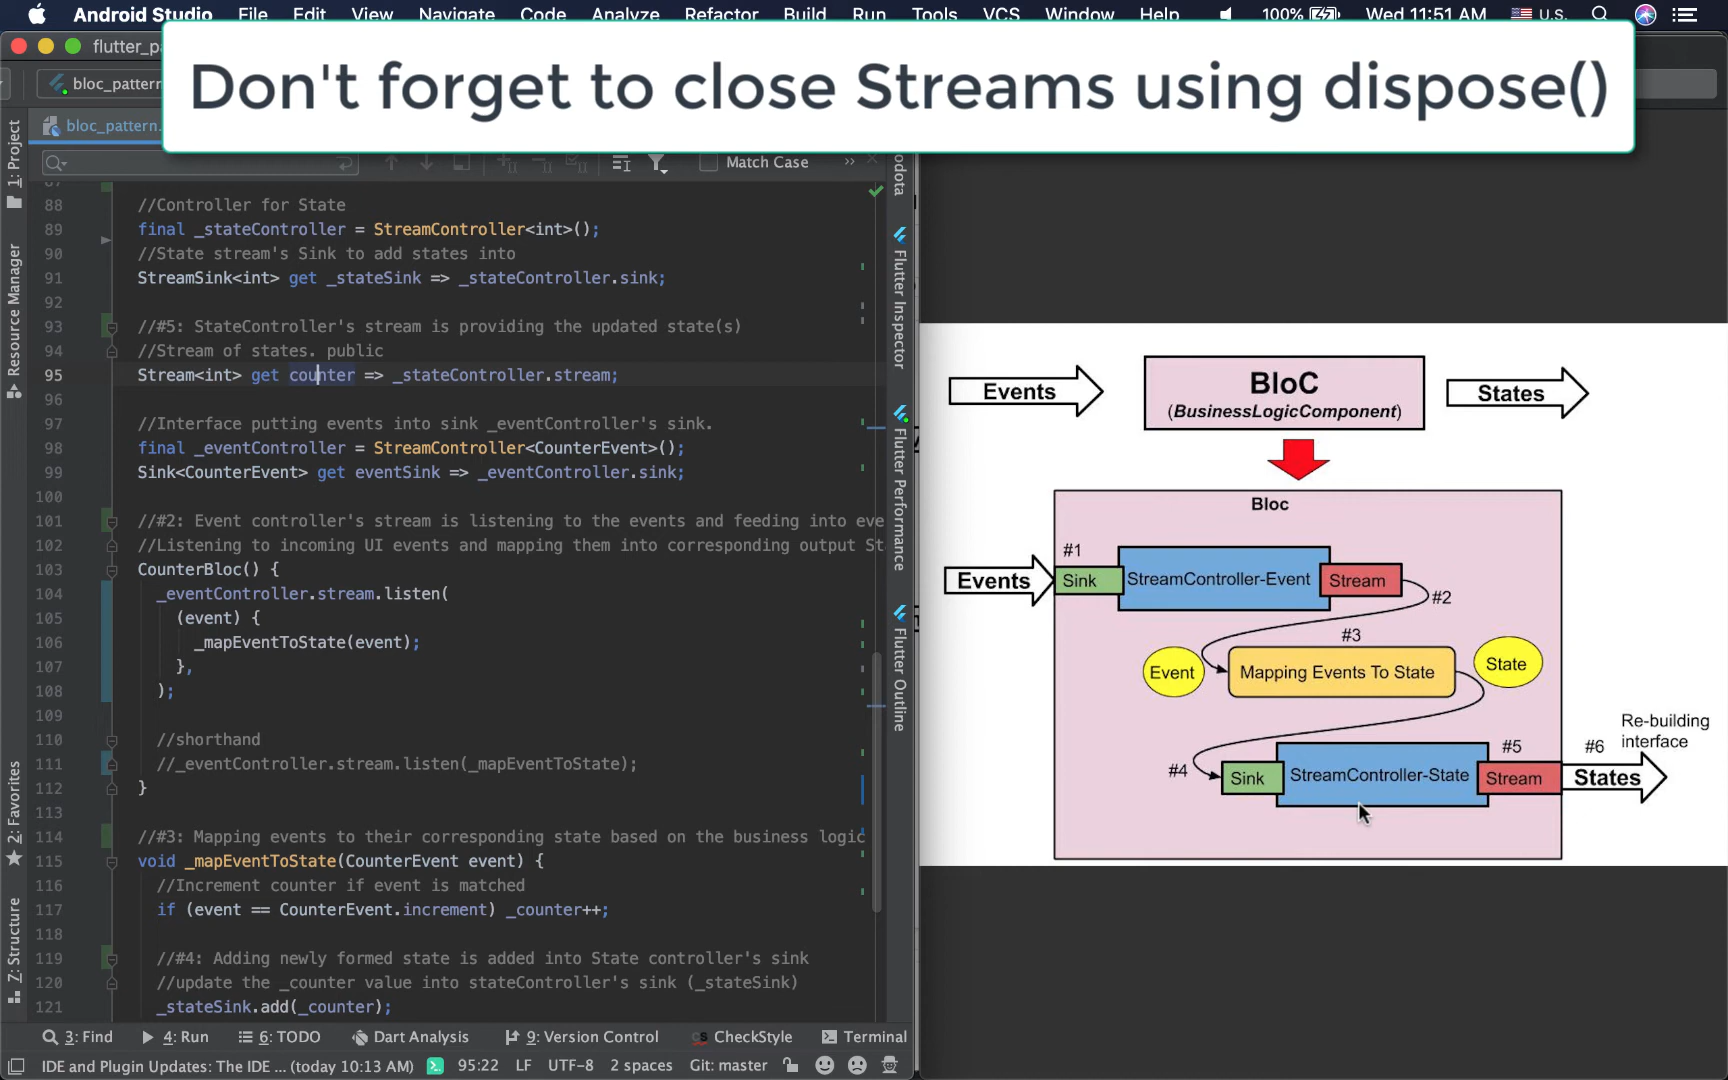 Android Studio File Edit View Navigate Code Analyze Refactor Build Run Tools VCS Window Help 100% Wed 11:51 AM U.S.
flutter_pa
Don't forget to close Streams using dispose()
bloc_pattern
bloc_pattern.
Match Case
1: Project
Resource Manager
2: Favorites
Z: Structure
88 //Controller for State
89 final _stateController = StreamController<int>();
90 //State stream's Sink to add states into
91 StreamSink<int> get _stateSink => _stateController.sink;
92
93 //#5: StateController's stream is providing the updated state(s)
94 //Stream of states. public
95 Stream<int> get counter => _stateController.stream;
96
97 //Interface putting events into sink _eventController's sink.
98 final _eventController = StreamController<CounterEvent>();
99 Sink<CounterEvent> get eventSink => _eventController.sink;
100
101 //#2: Event controller's stream is listening to the events and feeding into eve
102 //Listening to incoming UI events and mapping them into corresponding output St
103 CounterBloc() {
104 _eventController.stream.listen(
105 (event) {
106 _mapEventToState(event);
107 },
108 );
109
110 //shorthand
111 //_eventController.stream.listen(_mapEventToState);
112 }
113
114 //#3: Mapping events to their corresponding state based on the business logic
115 void _mapEventToState(CounterEvent event) {
116 //Increment counter if event is matched
117 if (event == CounterEvent.increment) _counter++;
118
119 //#4: Adding newly formed state is added into State controller's sink
120 //update the _counter value into stateController's sink (_stateSink)
121 _stateSink.add(_counter);
Flutter Inspector
Flutter Performance
Flutter Outline
3: Find 4: Run 6: TODO Dart Analysis 9: Version Control CheckStyle Terminal
IDE and Plugin Updates: The IDE ... (today 10:13 AM) 95:22 LF UTF-8 2 spaces Git: master
Events
BloC
(BusinessLogicComponent)
States
Bloc
#1
Events
Sink
StreamController-Event
Stream
#2
#3
Event
Mapping Events To State
State
#4
Sink
StreamController-State
#5
Stream
#6
Re-building
interface
States